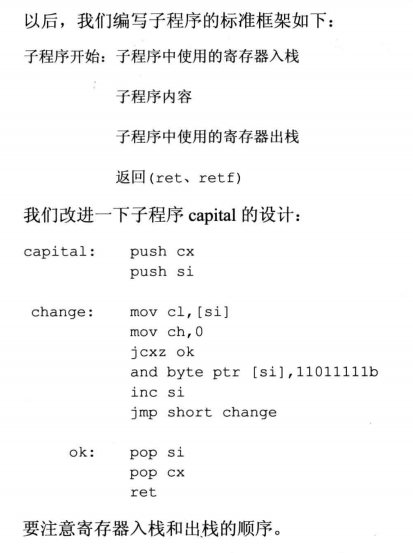 以后，我们编写子程序的标准框架如下：
子程序开始：子程序中使用的寄存器入栈
子程序内容
子程序中使用的寄存器出栈
返回(ret、retf)
我们改进一下子程序 capital 的设计：
capital: push cx
push si
change: mov cl,[si]
mov ch,0
jcxz ok
and byte ptr [si],11011111b
inc si
jmp short change
ok: pop si
pop cx
ret
要注意寄存器入栈和出栈的顺序。